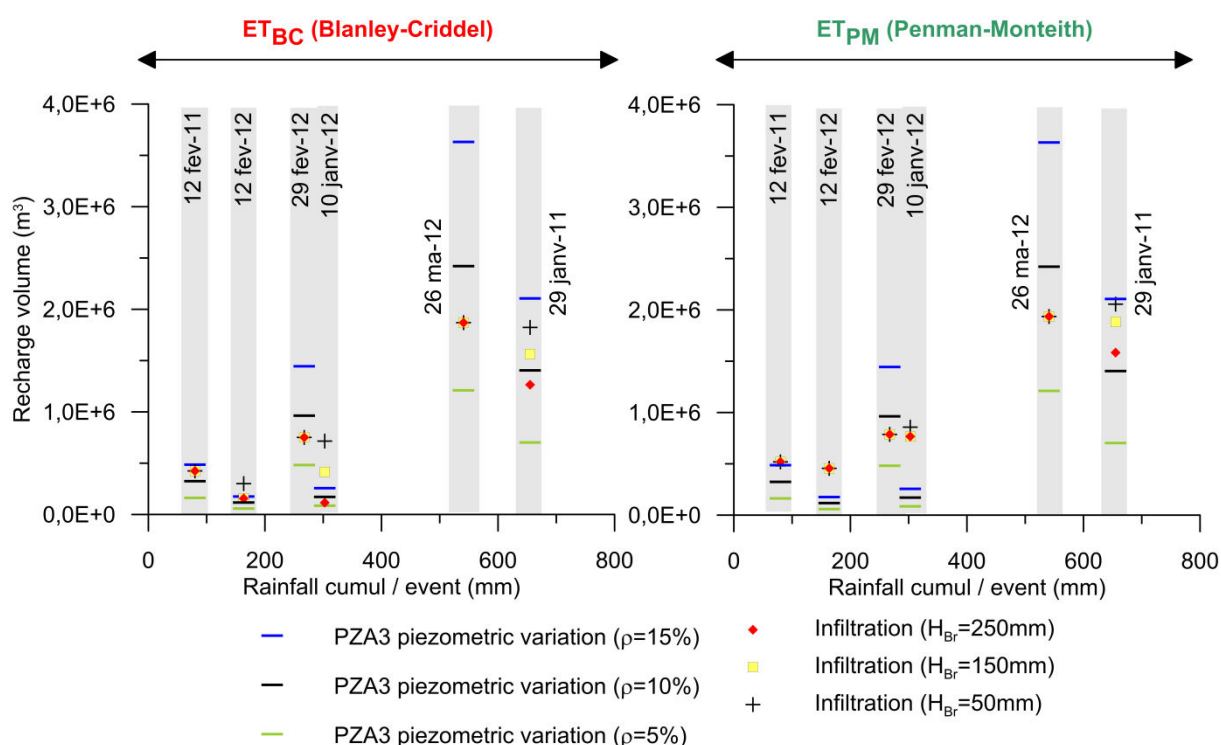 ETBC (Blanley-Criddel)
ETPM (Penman-Monteith)
Recharge volume (m³)
4,0E+6
3,0E+6
2,0E+6
1,0E+6
0,0E+0
12 fev-11
12 fev-12
29 fev-12
10 janv-12
26 ma-12
29 janv-11
0
200
400
600
800
Rainfall cumul / event (mm)
4,0E+6
3,0E+6
2,0E+6
1,0E+6
0,0E+0
12 fev-11
12 fev-12
29 fev-12
10 janv-12
26 ma-12
29 janv-11
0
200
400
600
800
Rainfall cumul / event (mm)
PZA3 piezometric variation (ρ=15%)
PZA3 piezometric variation (ρ=10%)
PZA3 piezometric variation (ρ=5%)
Infiltration (HBr=250mm)
Infiltration (HBr=150mm)
Infiltration (HBr=50mm)